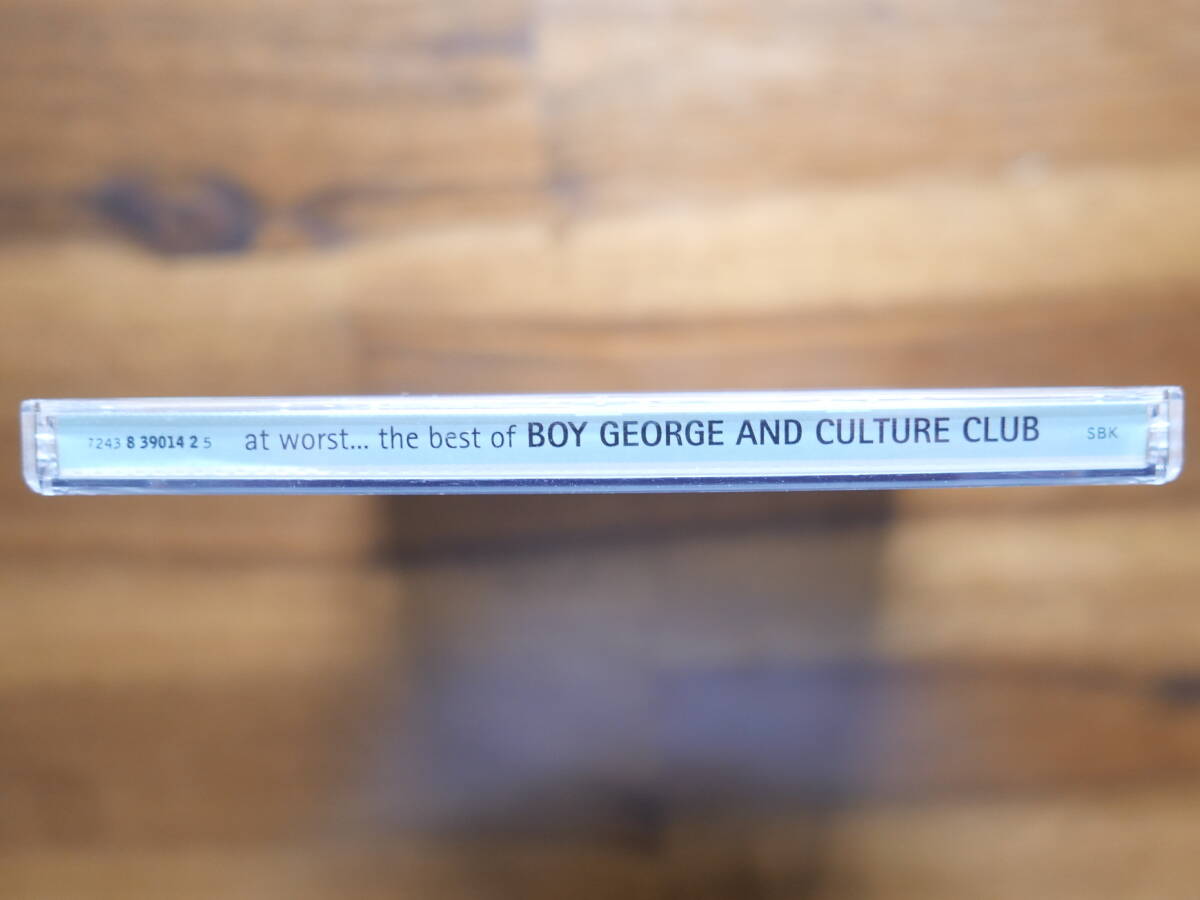 7243 8 39014 2 5 at worst... the best of BOY GEORGE AND CULTURE CLUB SBK